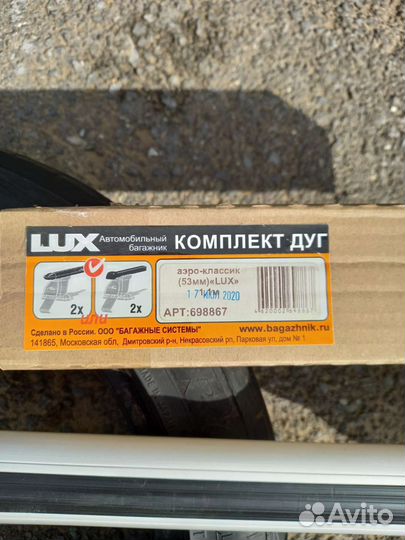 LUX Автомобильный багажник КОМПЛЕКТ ДУГ
2x или 2x
аэро-классик
(53мм)«LUX»
2020
АРТ:698867
Сделано в России. ООО "БАГАЖНЫЕ СИСТЕМЫ" www.bagazhnik.ru
141865, Московская обл, Дмитровский р-н, Некрасовский рп, Парковая ул, дом № 1
Avito